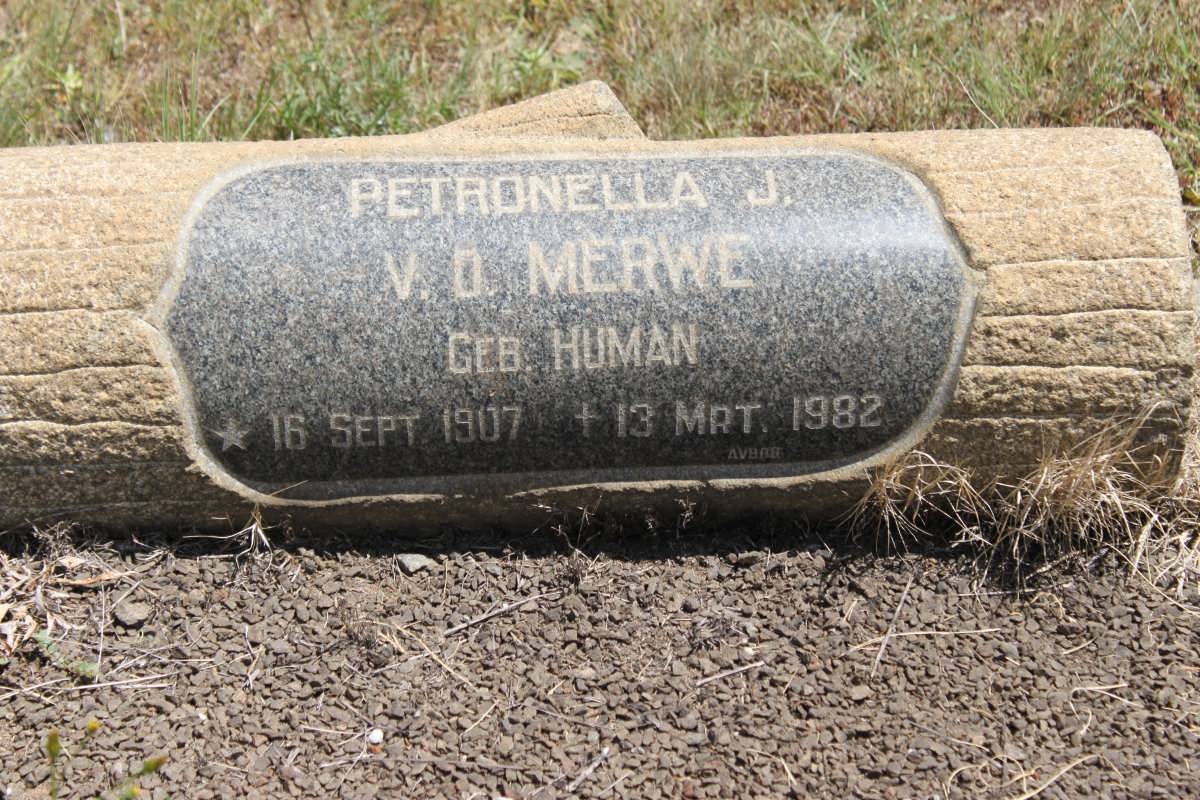 PETRONELLA J.
V. D. MERWE
GEB. HUMAN
★ 16 SEPT 1907 † 13 MRT. 1982
AVBOB